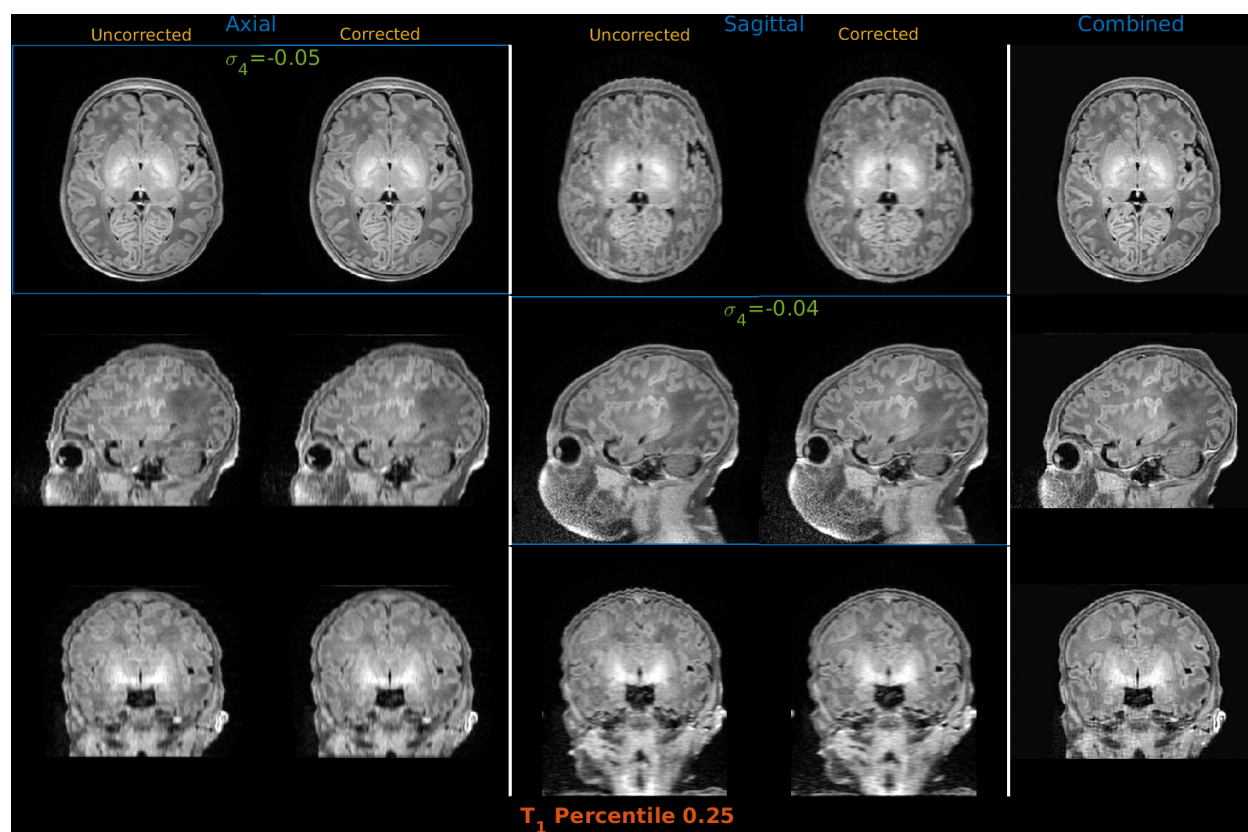 Axial Sagittal Combined
Uncorrected Corrected Uncorrected Corrected
σ4=-0.05
σ4=-0.04
T1 Percentile 0.25